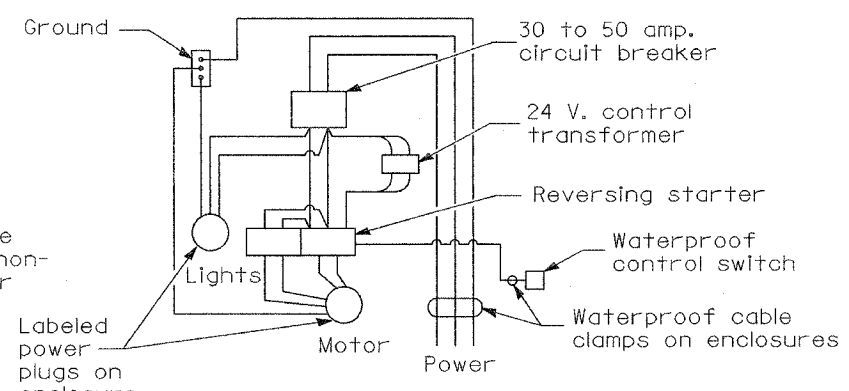 Ground
30 to 50 amp.
circuit breaker
24 V. control
transformer
Reversing starter
Waterproof
control switch
Lights
Labeled
power
plugs on
Motor
Power
Waterproof cable
clamps on enclosures